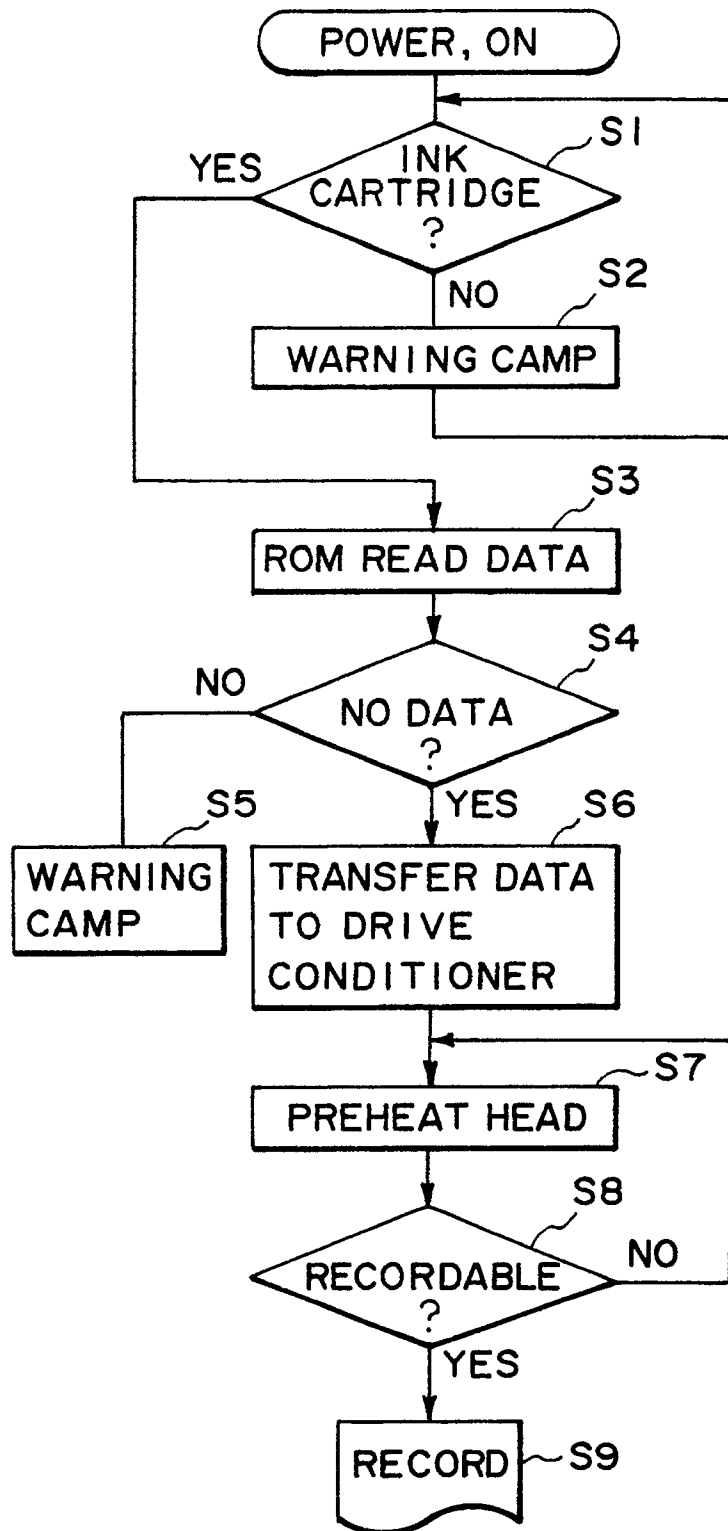 POWER, ON
S1
YES
INK
CARTRIDGE
?
NO
S2
WARNING CAMP
S3
ROM READ DATA
S4
NO
NO DATA
?
YES
S5
S6
WARNING
CAMP
TRANSFER DATA
TO DRIVE
CONDITIONER
S7
PREHEAT HEAD
S8
NO
RECORDABLE
?
YES
RECORD
S9